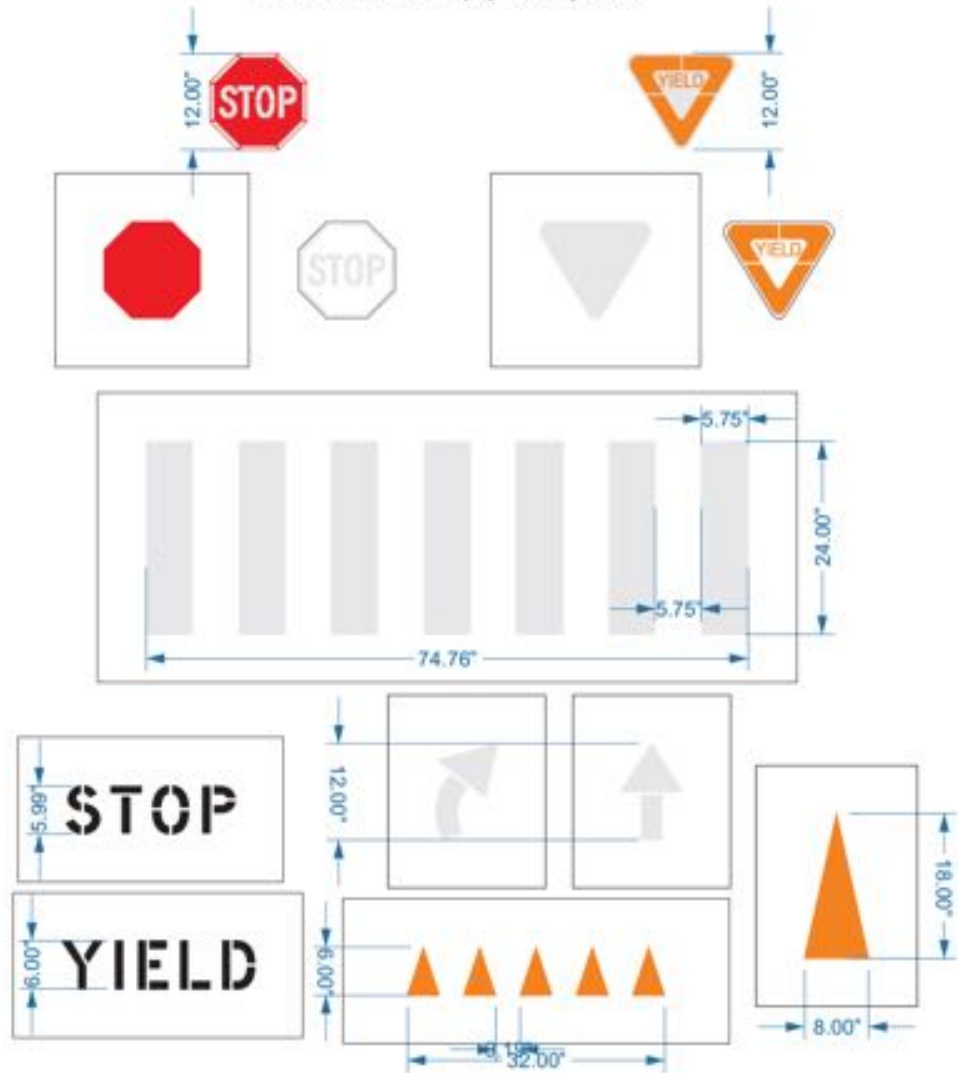 12.00"
STOP
YIELD
12.00"
STOP
YIELD
5.75"
24.00"
5.75"
74.76"
5.99"
STOP
12.00"
18.00"
6.00"
YIELD
6.00"
32.00"
8.00"